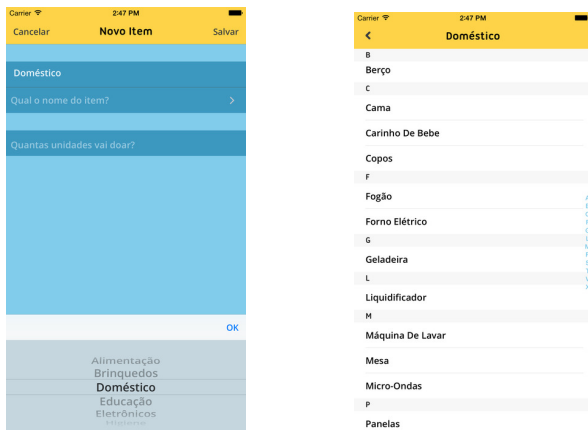 Carrier 2:47 PM
Cancelar Novo Item Salvar
Doméstico
Qual o nome do item?
Quantas unidades vai doar?
OK
Alimentação
Brinquedos
Doméstico
Educação
Eletrônicos
Higiene
Carrier 2:47 PM
Doméstico
B
Berço
C
Cama
Carinho De Bebe
Copos
F
Fogão
Forno Elétrico
G
Geladeira
L
Liquidificador
M
Máquina De Lavar
Mesa
Micro-Ondas
P
Panelas